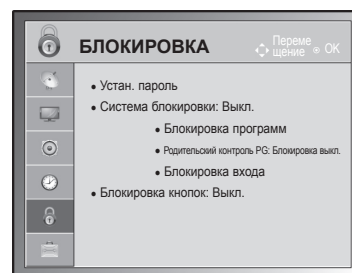 БЛОКИРОВКА
Переме
щение
OK
• Устан. пароль
• Система блокировки: Выкл.
• Блокировка программ
• Родительский контроль PG: Блокировка выкл.
• Блокировка входа
• Блокировка кнопок: Выкл.